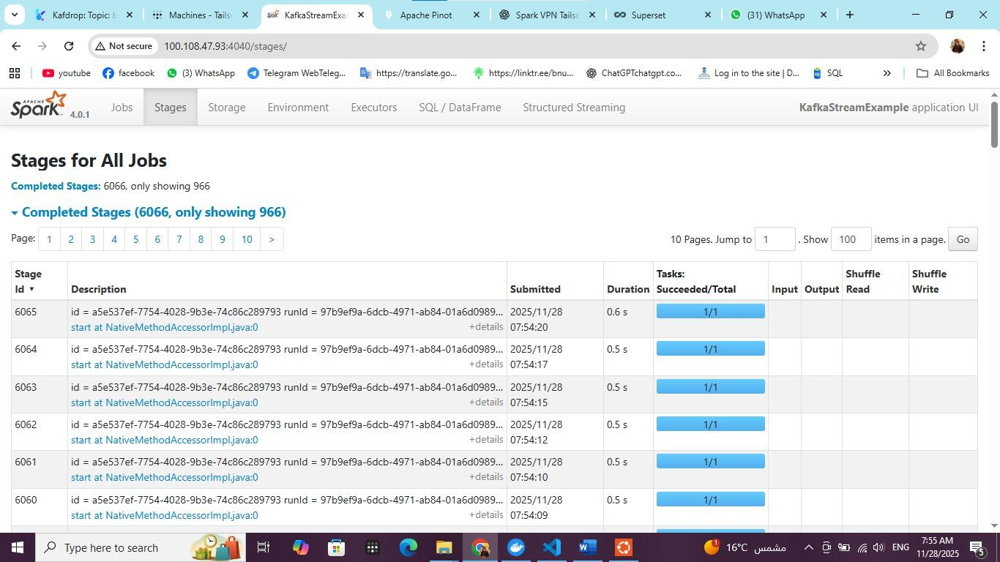 Kafdrop: Topic: b
Machines - Tails
KafkaStreamExa
Apache Pinot
Spark VPN Tailsc
Superset
(31) WhatsApp
Not secure
100.108.47.93:4040/stages/
youtube
facebook
(3) WhatsApp
Telegram WebTeleg...
https://translate.go...
https://linktr.ee/bnu...
ChatGPTchatgpt.co...
Log in to the site | D...
SQL
All Bookmarks
APACHE
Spark 4.0.1
Jobs
Stages
Storage
Environment
Executors
SQL / DataFrame
Structured Streaming
KafkaStreamExample application UI
Stages for All Jobs
Completed Stages: 6066, only showing 966
Completed Stages (6066, only showing 966)
Page: 1 2 3 4 5 6 7 8 9 10 >
10 Pages. Jump to 1 . Show 100 items in a page. Go
Stage Id ▼ Description Submitted Duration Tasks: Succeeded/Total Input Output Shuffle Read Shuffle Write
6065 id = a5e537ef-7754-4028-9b3e-74c86c289793 runId = 97b9ef9a-6dcb-4971-ab84-01a6d0989... 2025/11/28 0.6 s 1/1
start at NativeMethodAccessorImpl.java:0 +details 07:54:20
6064 id = a5e537ef-7754-4028-9b3e-74c86c289793 runId = 97b9ef9a-6dcb-4971-ab84-01a6d0989... 2025/11/28 0.5 s 1/1
start at NativeMethodAccessorImpl.java:0 +details 07:54:17
6063 id = a5e537ef-7754-4028-9b3e-74c86c289793 runId = 97b9ef9a-6dcb-4971-ab84-01a6d0989... 2025/11/28 0.5 s 1/1
start at NativeMethodAccessorImpl.java:0 +details 07:54:15
6062 id = a5e537ef-7754-4028-9b3e-74c86c289793 runId = 97b9ef9a-6dcb-4971-ab84-01a6d0989... 2025/11/28 0.5 s 1/1
start at NativeMethodAccessorImpl.java:0 +details 07:54:12
6061 id = a5e537ef-7754-4028-9b3e-74c86c289793 runId = 97b9ef9a-6dcb-4971-ab84-01a6d0989... 2025/11/28 0.5 s 1/1
start at NativeMethodAccessorImpl.java:0 +details 07:54:10
6060 id = a5e537ef-7754-4028-9b3e-74c86c289793 runId = 97b9ef9a-6dcb-4971-ab84-01a6d0989... 2025/11/28 0.5 s 1/1
start at NativeMethodAccessorImpl.java:0 +details 07:54:09
Type here to search
16°C مشمس
ENG
7:55 AM
11/28/2025
5